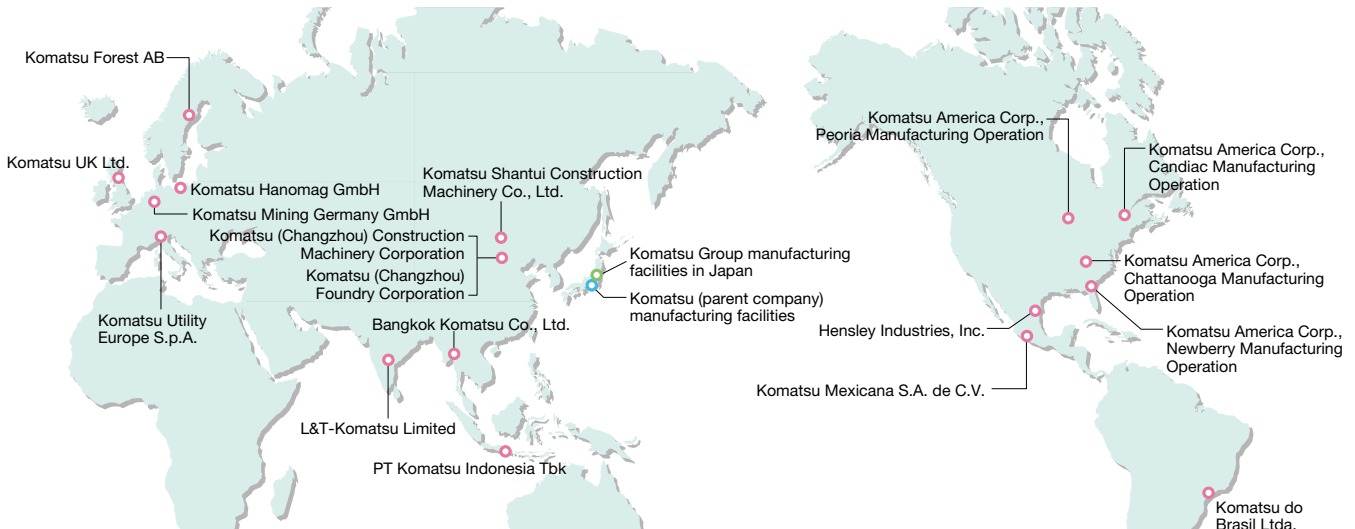 Komatsu Forest AB
Komatsu UK Ltd.
Komatsu Hanomag GmbH
Komatsu Mining Germany GmbH
Komatsu Utility
Europe S.p.A.
Komatsu Shantui Construction
Machinery Co., Ltd.
Komatsu (Changzhou) Construction
Machinery Corporation
Komatsu (Changzhou)
Foundry Corporation
Bangkok Komatsu Co., Ltd.
L&T-Komatsu Limited
PT Komatsu Indonesia Tbk
Komatsu Group manufacturing
facilities in Japan
Komatsu (parent company)
manufacturing facilities
Komatsu America Corp.,
Peoria Manufacturing Operation
Komatsu America Corp.,
Candiac Manufacturing
Operation
Komatsu America Corp.,
Chattanooga Manufacturing
Operation
Komatsu America Corp.,
Newberry Manufacturing
Operation
Hensley Industries, Inc.
Komatsu Mexicana S.A. de C.V.
Komatsu do
Brasil Ltda.